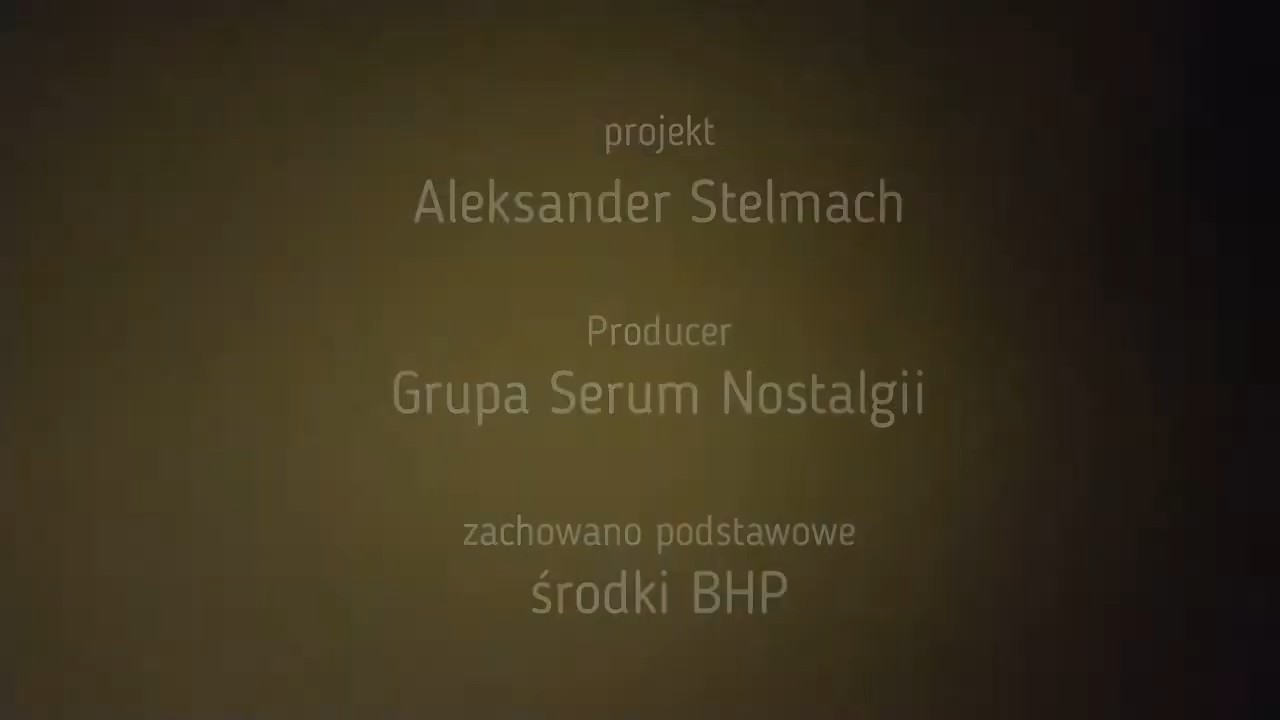 projekt
Aleksander Stelmach
Producer
Grupa Serum Nostalgii
zachowano podstawowe
środki BHP